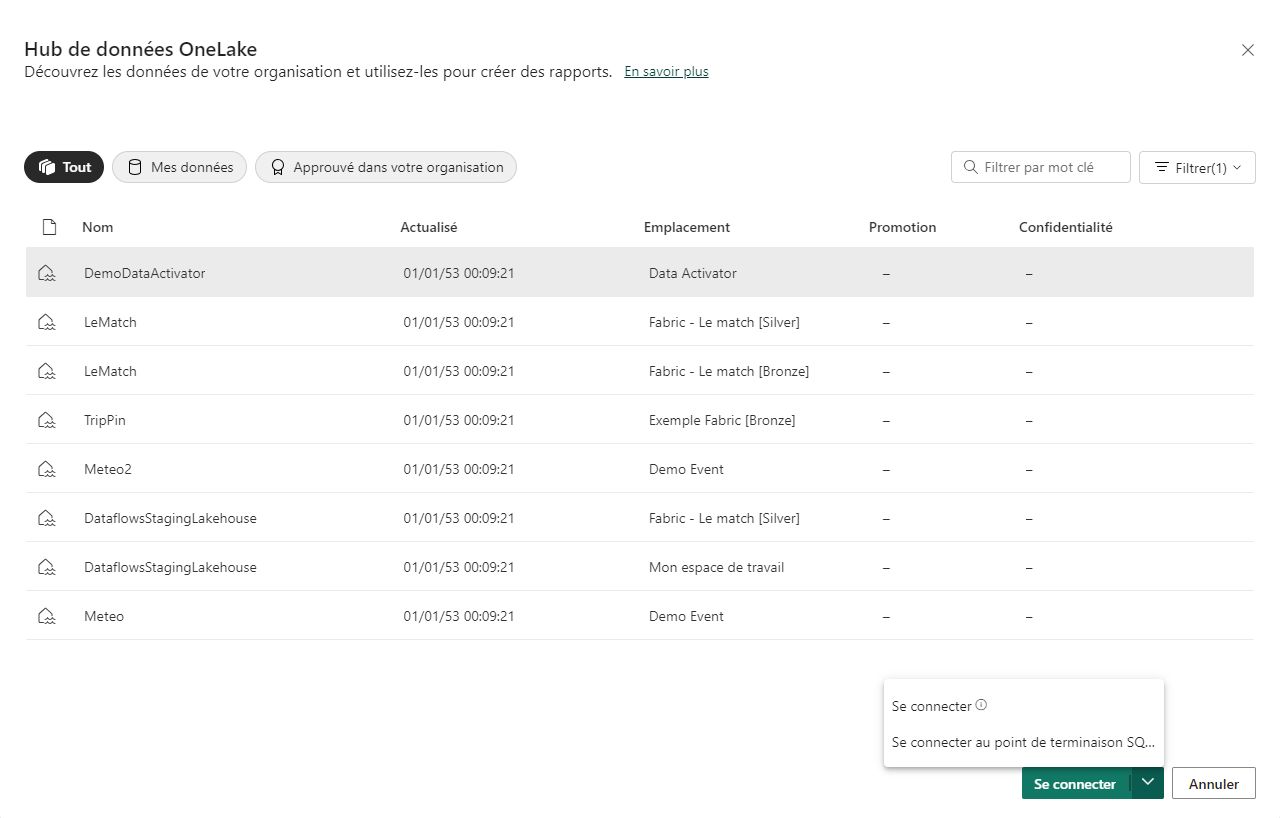 Hub de données OneLake
Découvrez les données de votre organisation et utilisez-les pour créer des rapports. En savoir plus
Tout Mes données Approuvé dans votre organisation Filtrer par mot clé Filtrer(1)
Nom Actualisé Emplacement Promotion Confidentialité
DemoDataActivator 01/01/53 00:09:21 Data Activator – –
LeMatch 01/01/53 00:09:21 Fabric - Le match [Silver] – –
LeMatch 01/01/53 00:09:21 Fabric - Le match [Bronze] – –
TripPin 01/01/53 00:09:21 Exemple Fabric [Bronze] – –
Meteo2 01/01/53 00:09:21 Demo Event – –
DataflowsStagingLakehouse 01/01/53 00:09:21 Fabric - Le match [Silver] – –
DataflowsStagingLakehouse 01/01/53 00:09:21 Mon espace de travail – –
Meteo 01/01/53 00:09:21 Demo Event – –
Se connecter
Se connecter au point de terminaison SQ...
Se connecter Annuler